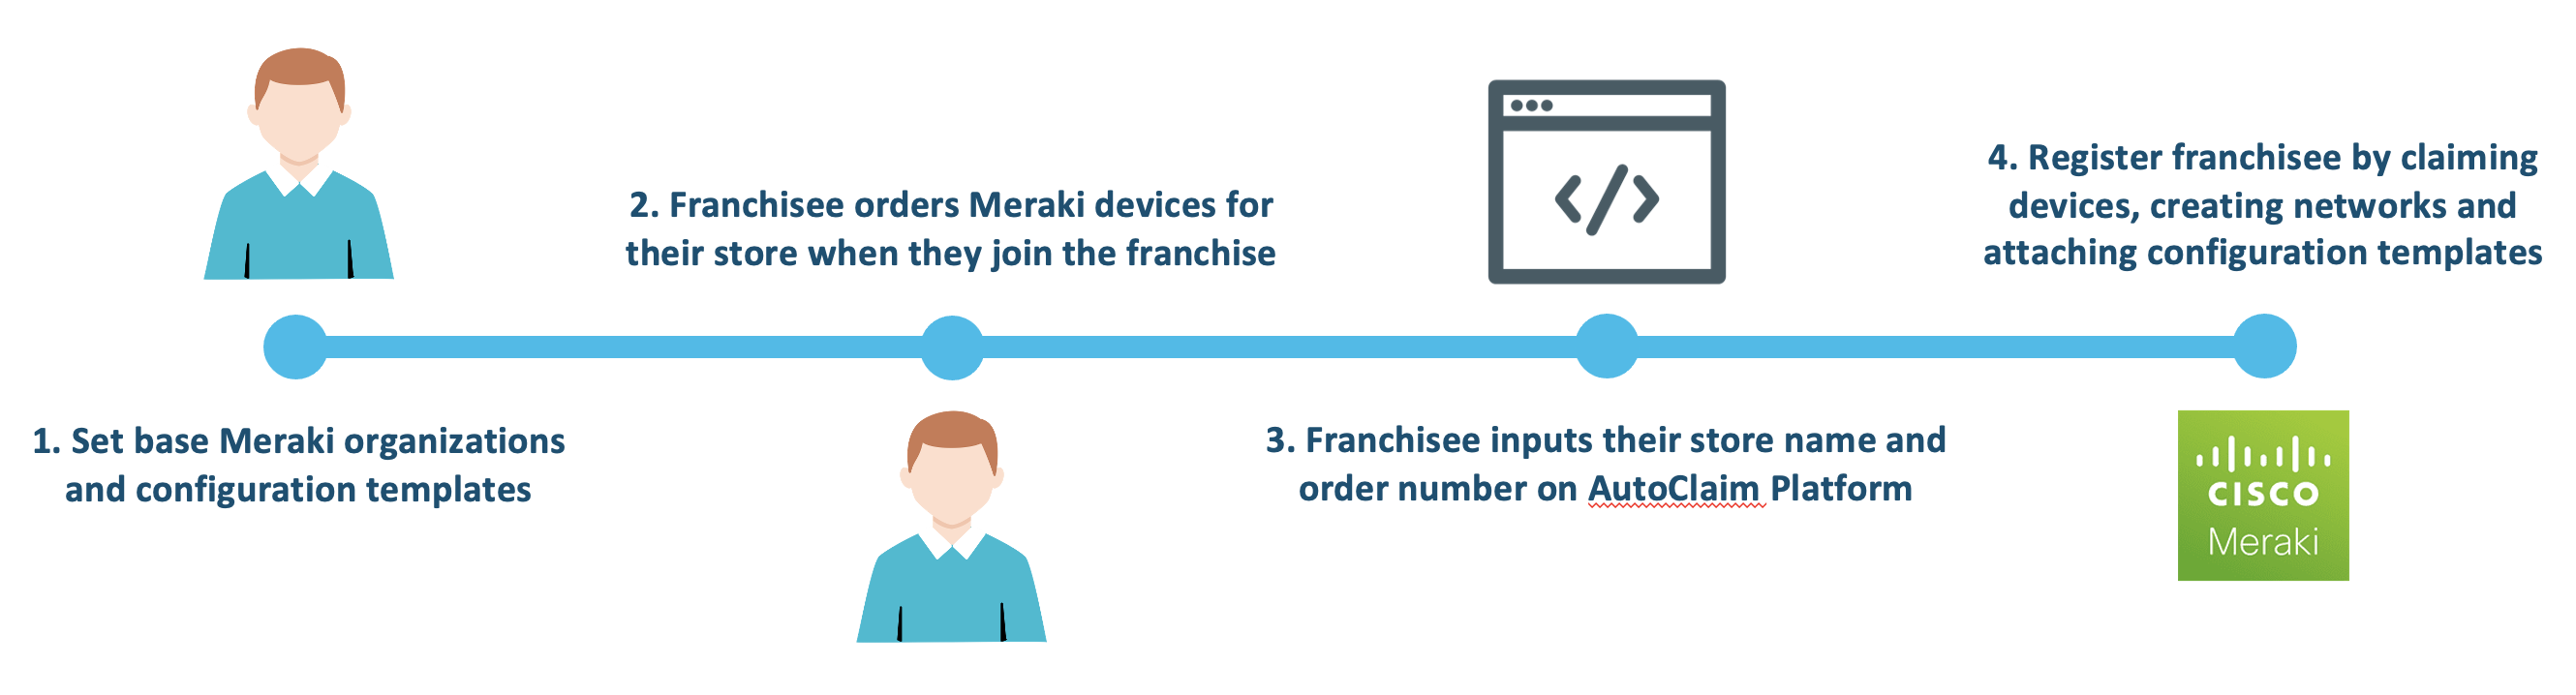 1. Set base Meraki organizations
and configuration templates
2. Franchisee orders Meraki devices for
their store when they join the franchise
</>
3. Franchisee inputs their store name and
order number on AutoClaim Platform
4. Register franchisee by claiming
devices, creating networks and
attaching configuration templates
CISCO
Meraki